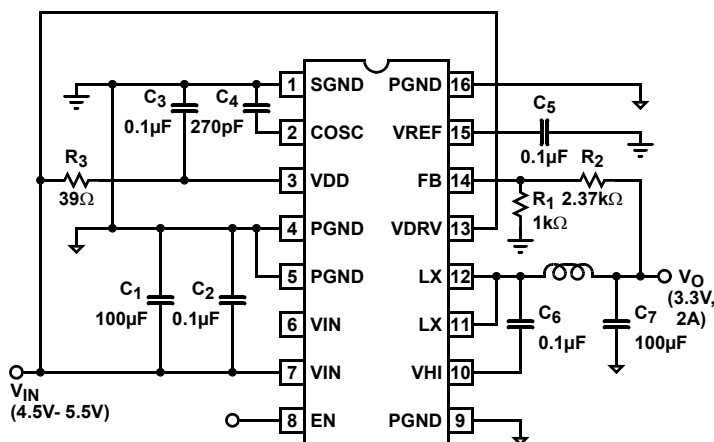 1 SGND PGND 16
C3 C4
0.1µF 270pF
2 COSC VREF 15
C5
0.1µF
R3
39Ω
3 VDD FB 14
R2
2.37kΩ
R1
1kΩ
4 PGND VDRV 13
5 PGND LX 12
C1 C2
100µF 0.1µF
VO
(3.3V,
2A)
6 VIN LX 11
C6
0.1µF
C7
100µF
7 VIN VHI 10
VIN
(4.5V- 5.5V)
8 EN PGND 9